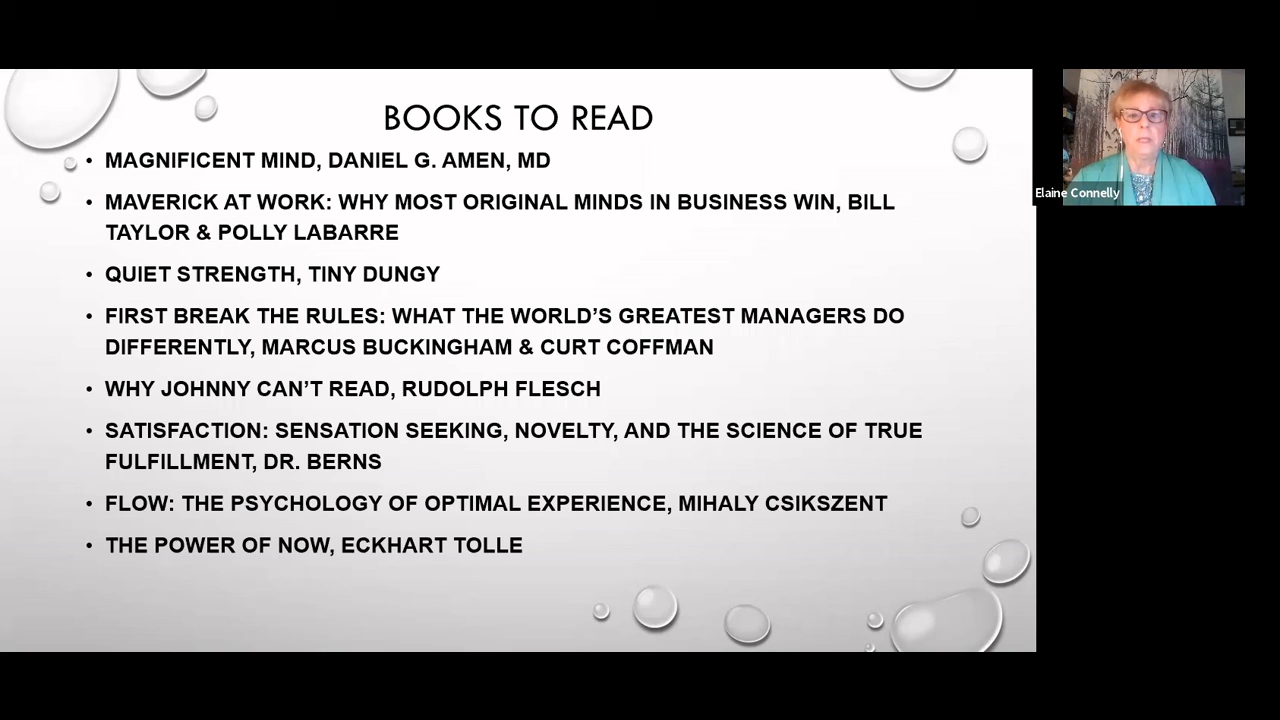 BOOKS TO READ
• MAGNIFICENT MIND, DANIEL G. AMEN, MD
• MAVERICK AT WORK: WHY MOST ORIGINAL MINDS IN BUSINESS WIN, BILL
TAYLOR & POLLY LABARRE
• QUIET STRENGTH, TINY DUNGY
• FIRST BREAK THE RULES: WHAT THE WORLD’S GREATEST MANAGERS DO
DIFFERENTLY, MARCUS BUCKINGHAM & CURT COFFMAN
• WHY JOHNNY CAN’T READ, RUDOLPH FLESCH
• SATISFACTION: SENSATION SEEKING, NOVELTY, AND THE SCIENCE OF TRUE
FULFILLMENT, DR. BERNS
• FLOW: THE PSYCHOLOGY OF OPTIMAL EXPERIENCE, MIHALY CSIKSZENT
• THE POWER OF NOW, ECKHART TOLLE
Elaine Connelly